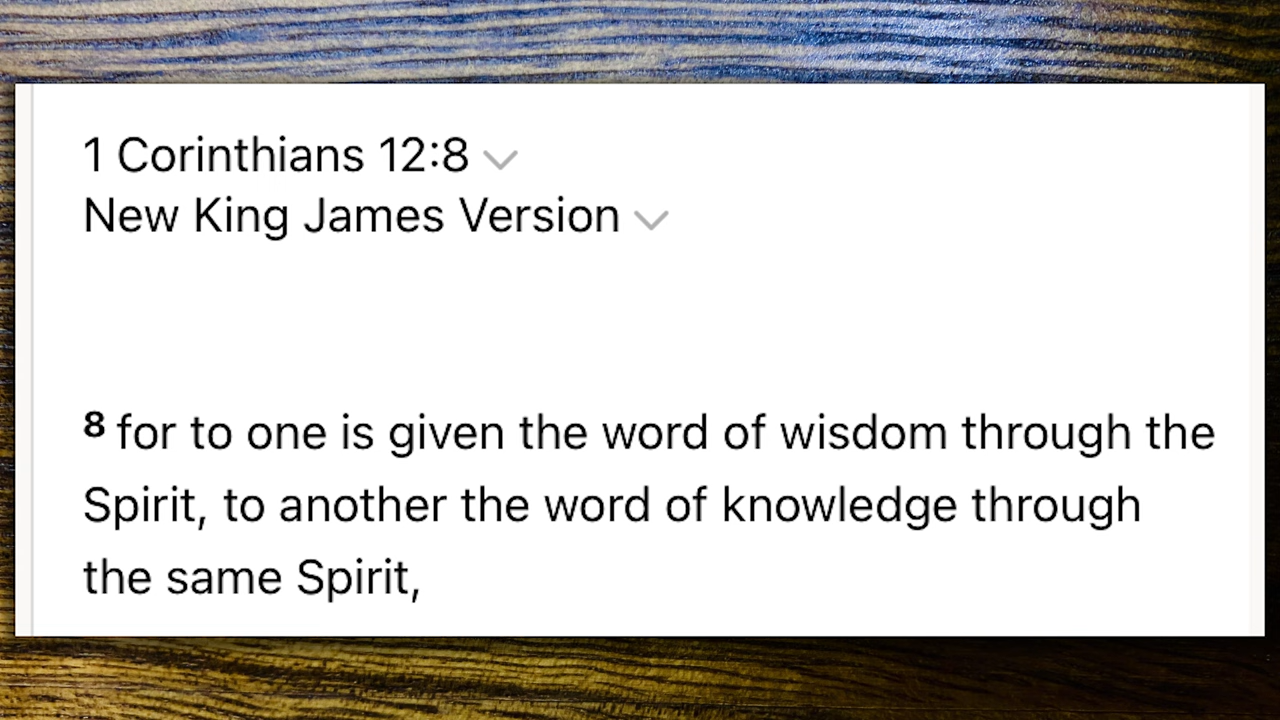 1 Corinthians 12:8
New King James Version
8 for to one is given the word of wisdom through the
Spirit, to another the word of knowledge through
the same Spirit,